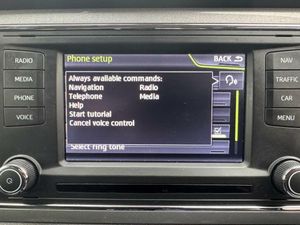 Phone setup
BACK
RADIO
MEDIA
PHONE
VOICE
Always available commands:
Navigation Radio
Telephone Media
Help
Start tutorial
Cancel voice control
Select ring tone
NAV
TRAFFIC
CAR
MENU